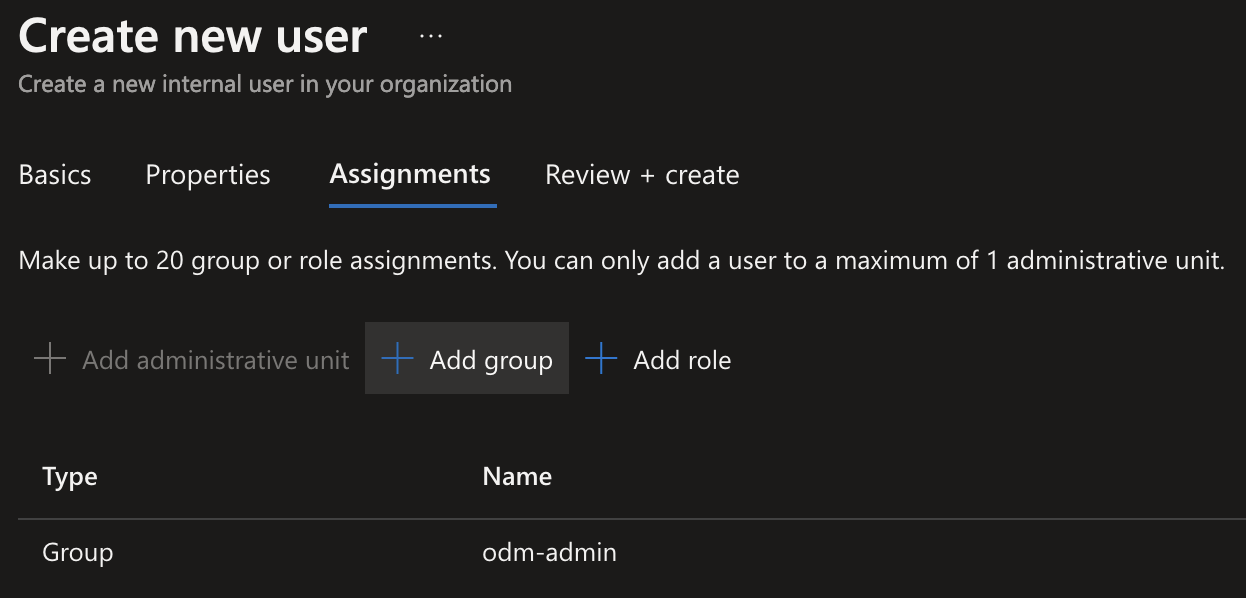 Create new user ...
Create a new internal user in your organization
Basics Properties Assignments Review + create
Make up to 20 group or role assignments. You can only add a user to a maximum of 1 administrative unit.
+ Add administrative unit + Add group + Add role
Type Name
Group odm-admin